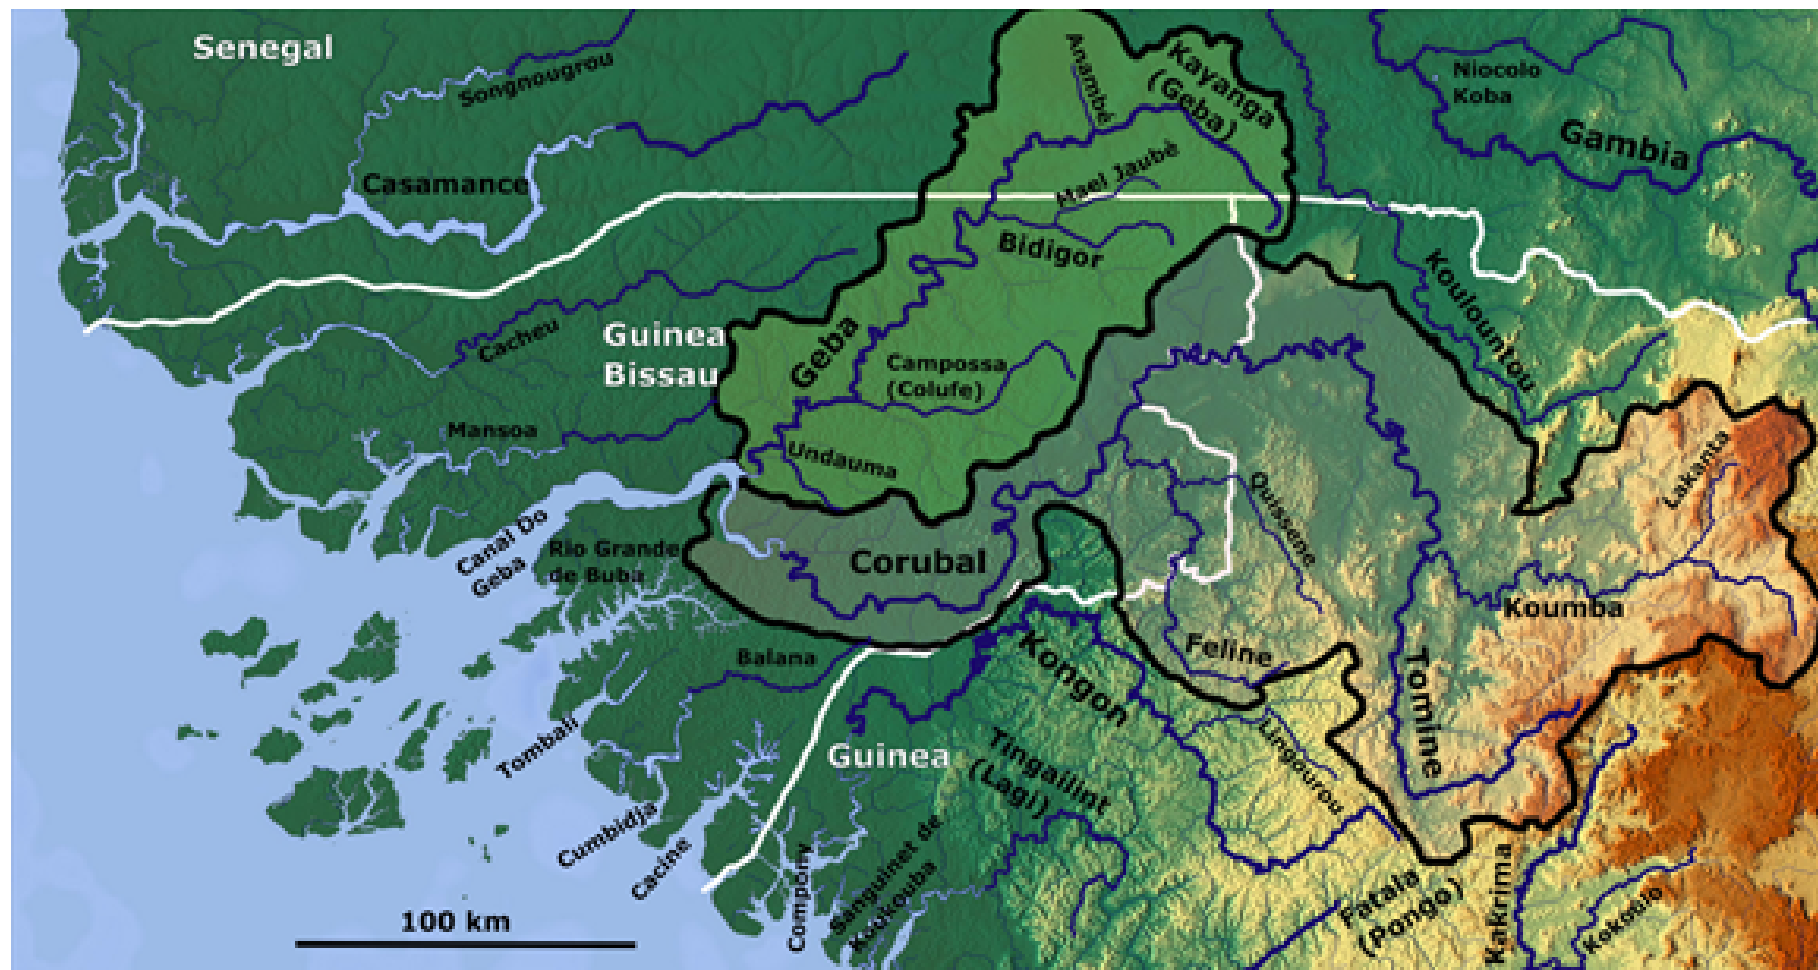 Senegal
Songnougrou
Casamance
Anambé
Kayanga
(Geba)
Niocolo
Koba
Gambia
Mael Jaubé
Bidigor
Koulountou
Cacheu
Guinea
Bissau
Geba
Campossa
(Colufe)
Mansoa
Undauma
Quissene
Lakanta
Canal Do
Geba
Rio Grande
de Buba
Corubal
Koumba
Balana
Feline
Kongon
Tomine
Tombali
Guinea
Tingailint
(Lagi)
Lingourou
Cumbidja
Cacine
Compony
Sanguinet de
Koukouba
Fatala
(Pongo)
Kakrima
Kokoulo
100 km